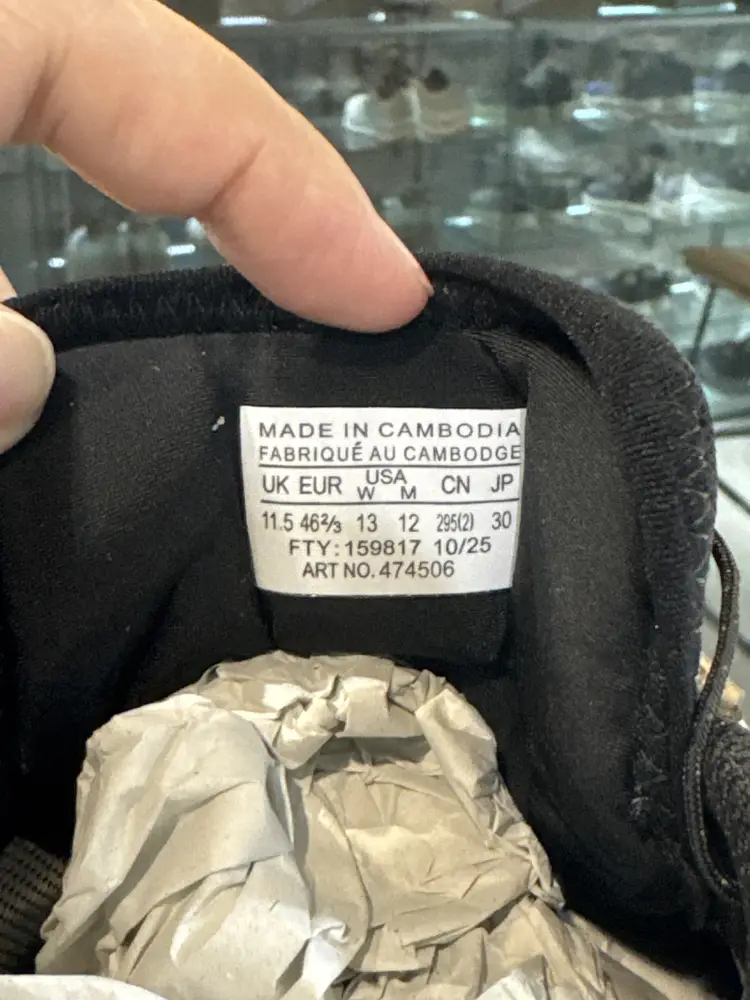 MADE IN CAMBODIA
FABRIQUÉ AU CAMBODGE
UK EUR USA W M CN JP
11.5 46⅔ 13 12 295(2) 30
FTY: 159817 10/25
ART NO. 474506